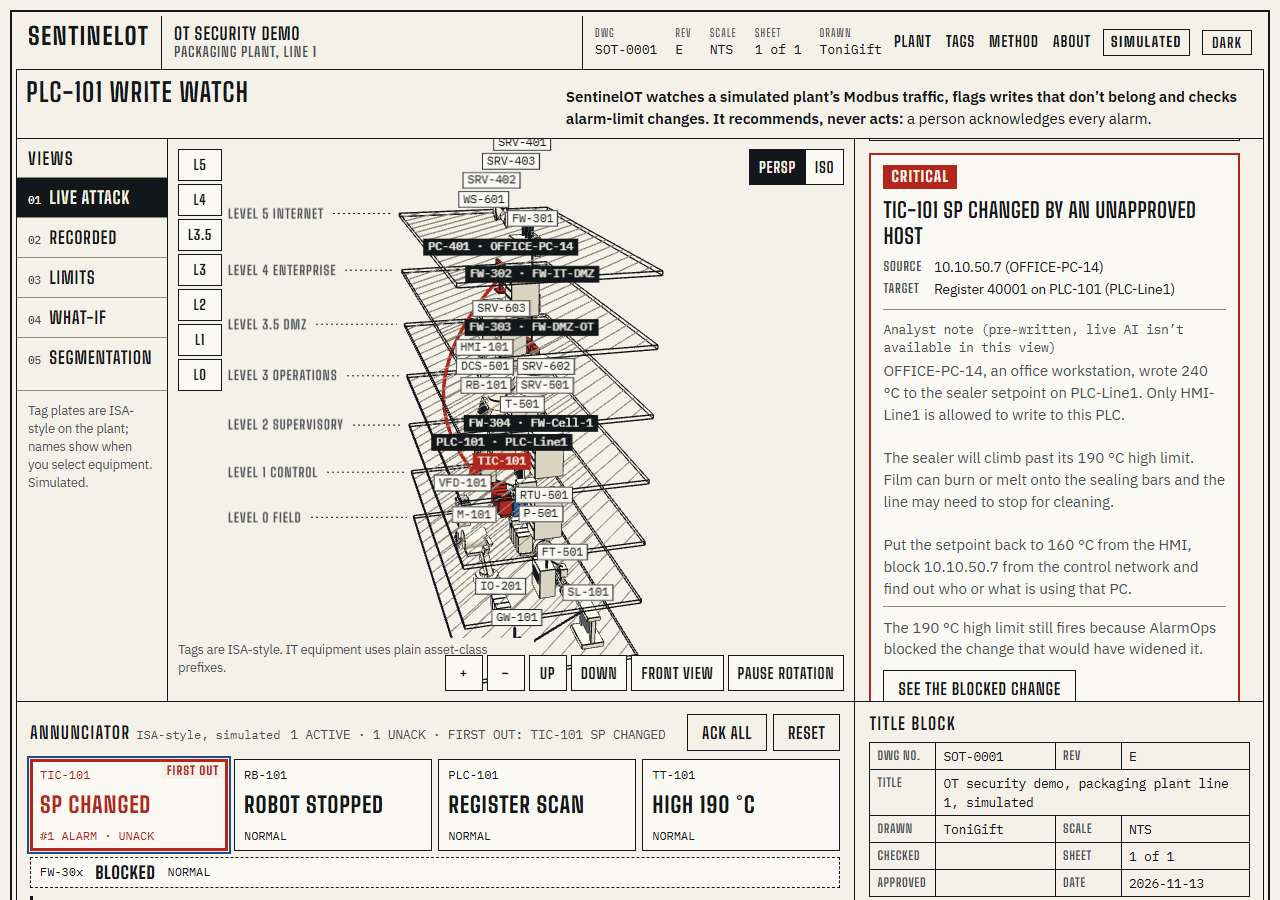 SENTINELOT
OT SECURITY DEMO
PACKAGING PLANT, LINE 1
DWG
SOT-0001
REV
E
SCALE
NTS
SHEET
1 of 1
DRAWN
ToniGift
PLANT
TAGS
METHOD
ABOUT
SIMULATED
DARK
PLC-101 WRITE WATCH
SentinelOT watches a simulated plant’s Modbus traffic, flags writes that don’t belong and checks
alarm-limit changes. It recommends, never acts: a person acknowledges every alarm.
VIEWS
01 LIVE ATTACK
02 RECORDED
03 LIMITS
04 WHAT-IF
05 SEGMENTATION
Tag plates are ISA-
style on the plant;
names show when
you select equipment.
Simulated.
L5
L4
L3.5
L3
L2
L1
L0
LEVEL 5 INTERNET
LEVEL 4 ENTERPRISE
LEVEL 3.5 DMZ
LEVEL 3 OPERATIONS
LEVEL 2 SUPERVISORY
LEVEL 1 CONTROL
LEVEL 0 FIELD
PERSP
ISO
SRV-401
SRV-403
SRV-402
WS-601
FW-301
PC-401 · OFFICE-PC-14
FW-302 · FW-IT-DMZ
SRV-603
FW-303 · FW-DMZ-OT
HMI-101
DCS-501
SRV-602
RB-101
SRV-501
T-501
FW-304 · FW-Cell-1
PLC-101 · PLC-Line1
TIC-101
VFD-101
RTU-501
M-101
P-501
FT-501
IO-201
SL-101
GW-101
Tags are ISA-style. IT equipment uses plain asset-class
prefixes.
+
−
UP
DOWN
FRONT VIEW
PAUSE ROTATION
CRITICAL
TIC-101 SP CHANGED BY AN UNAPPROVED
HOST
SOURCE 10.10.50.7 (OFFICE-PC-14)
TARGET Register 40001 on PLC-101 (PLC-Line1)
Analyst note (pre-written, live AI isn’t
available in this view)
OFFICE-PC-14, an office workstation, wrote 240
°C to the sealer setpoint on PLC-Line1. Only HMI-
Line1 is allowed to write to this PLC.
The sealer will climb past its 190 °C high limit.
Film can burn or melt onto the sealing bars and the
line may need to stop for cleaning.
Put the setpoint back to 160 °C from the HMI,
block 10.10.50.7 from the control network and
find out who or what is using that PC.
The 190 °C high limit still fires because AlarmOps
blocked the change that would have widened it.
SEE THE BLOCKED CHANGE
ANNUNCIATOR ISA-style, simulated 1 ACTIVE · 1 UNACK · FIRST OUT: TIC-101 SP CHANGED
ACK ALL
RESET
TIC-101
FIRST OUT
SP CHANGED
#1 ALARM · UNACK
RB-101
ROBOT STOPPED
NORMAL
PLC-101
REGISTER SCAN
NORMAL
TT-101
HIGH 190 °C
NORMAL
FW-30x BLOCKED NORMAL
TITLE BLOCK
DWG NO. SOT-0001 REV E
TITLE OT security demo, packaging plant line
1, simulated
DRAWN ToniGift SCALE NTS
CHECKED SHEET 1 of 1
APPROVED DATE 2026-11-13